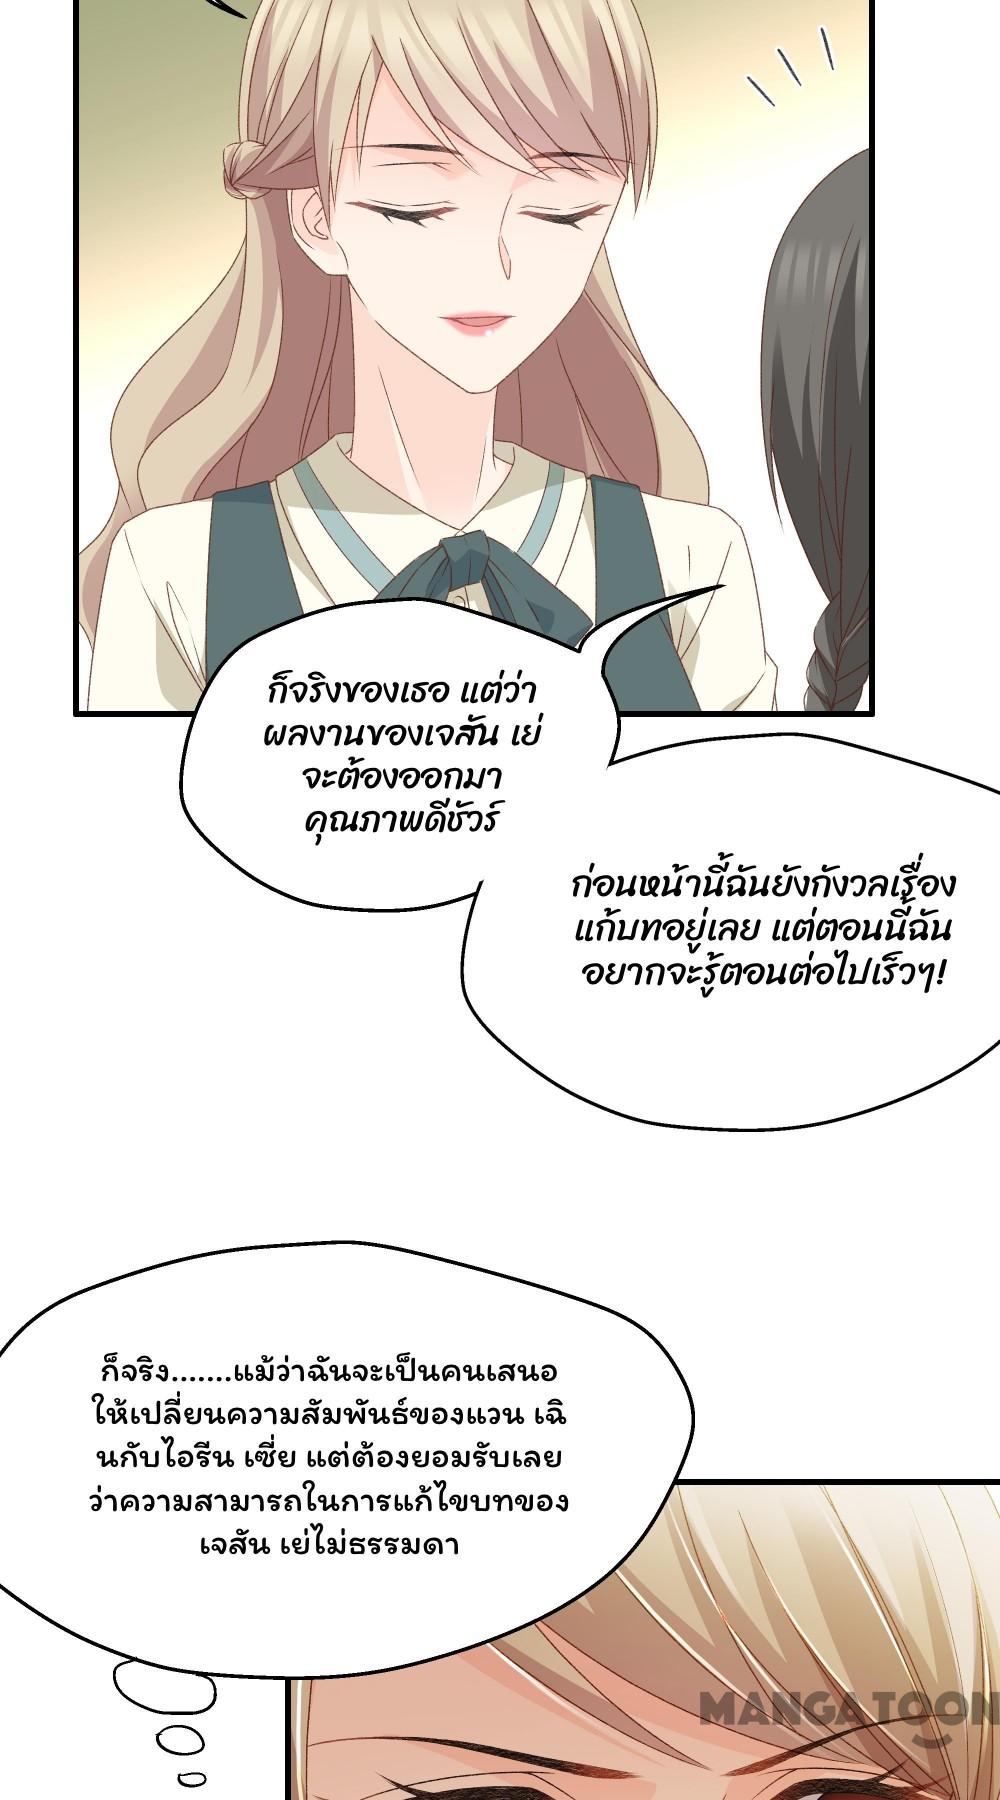 ก็จริงของเธอ แต่ว่า
ผลงานของเจสัน เย่
จะต้องออกมา
คุณภาพดีชัวร์
ก่อนหน้านี้ฉันยังกังวลเรื่อง
แก้บทอยู่เลย แต่ตอนนี้ฉัน
อยากจะรู้ตอนต่อไปเร็วๆ!
ก็จริง.......แม้ว่าฉันจะเป็นคนเสนอ
ให้เปลี่ยนความสัมพันธ์ของแวน เฉิ
นกับไอรีน เซี่ย แต่ต้องยอมรับเลย
ว่าความสามารถในการแก้ไขบทของ
เจสัน เย่ไม่ธรรมดา
MANGATOON